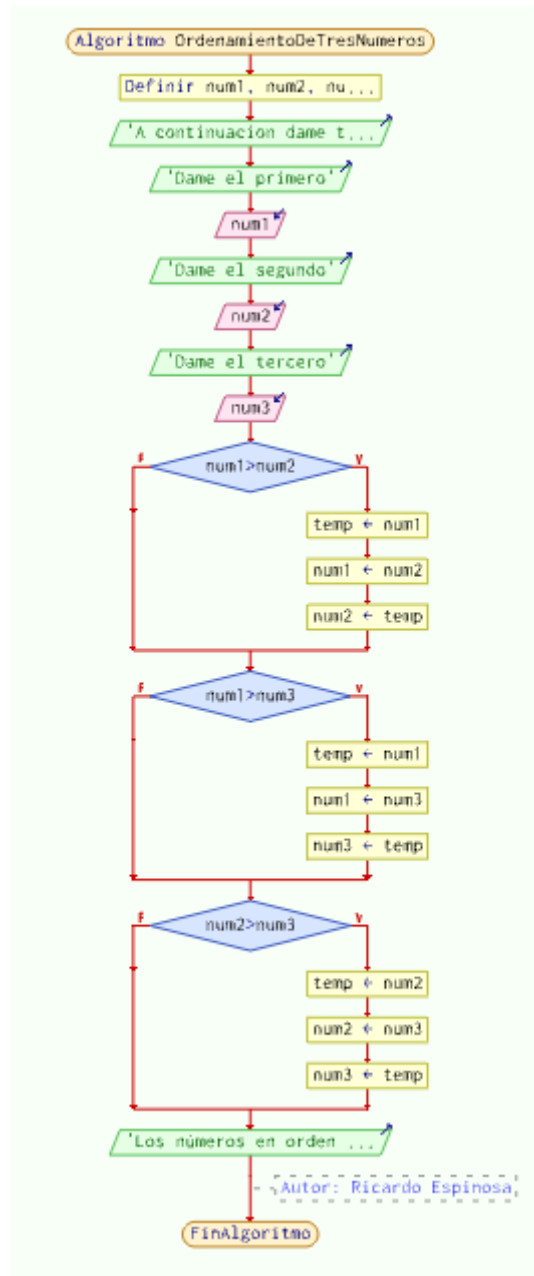 Algoritmo OrdenamientoDeTresNumeros
Definir num1, num2, nu...
'A continuacion dame t...
'Dame el primero'
num1
'Dame el segundo'
num2
'Dame el tercero'
num3
num1>num2
F
V
temp ← num1
num1 ← num2
num2 ← temp
num1>num3
F
V
temp ← num1
num1 ← num3
num3 ← temp
num2>num3
F
V
temp ← num2
num2 ← num3
num3 ← temp
'Los números en orden ...
Autor: Ricardo Espinosa
FinAlgoritmo